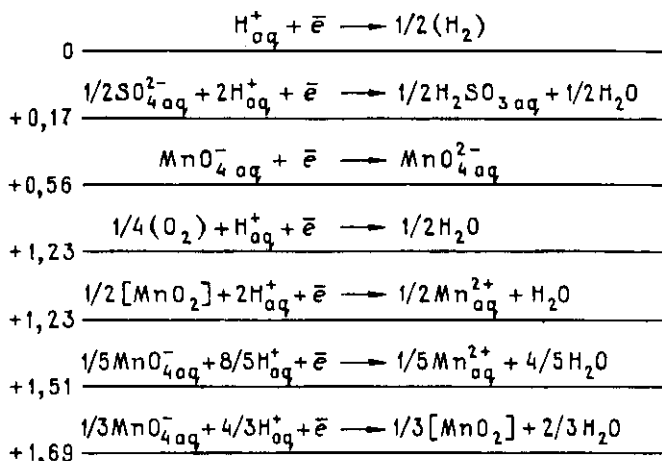 H⁺aq + ē → 1/2(H₂)
0
1/2SO₄²⁻aq + 2H⁺aq + ē → 1/2H₂SO₃aq + 1/2H₂O
+0,17
MnO₄⁻aq + ē → MnO₄²⁻aq
+0,56
1/4(O₂) + H⁺aq + ē → 1/2H₂O
+1,23
1/2[MnO₂] + 2H⁺aq + ē → 1/2Mn²⁺aq + H₂O
+1,23
1/5MnO₄⁻aq + 8/5H⁺aq + ē → 1/5Mn²⁺aq + 4/5H₂O
+1,51
1/3MnO₄⁻aq + 4/3H⁺aq + ē → 1/3[MnO₂] + 2/3H₂O
+1,69